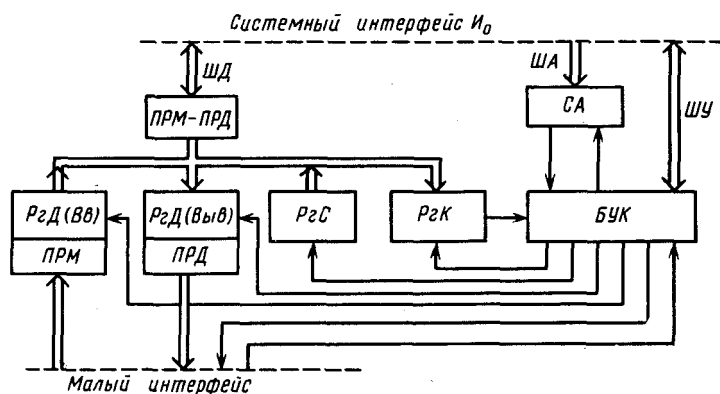 Системный интерфейс И₀
ШД
ША
ШУ
ПРМ-ПРД
СА
РгД(Вв)
ПРМ
РгД(Выв)
ПРД
РгС
РгК
БУК
Малый интерфейс